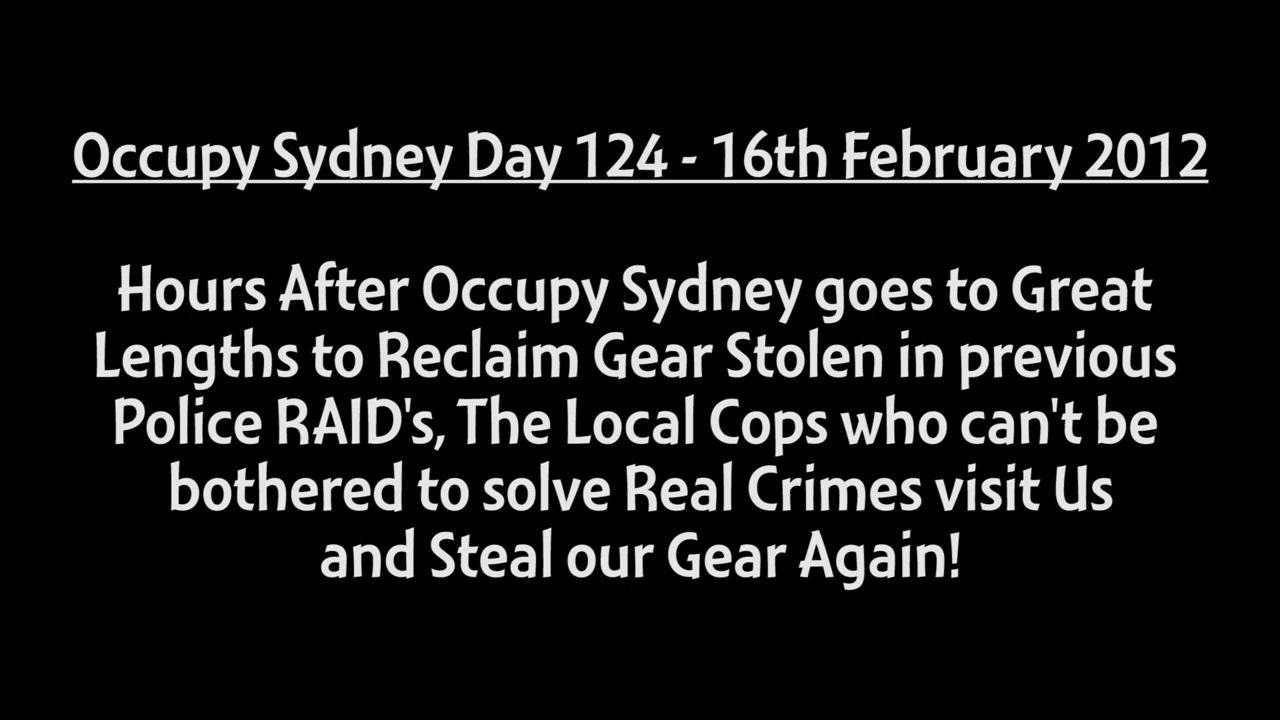 Occupy Sydney Day 124 - 16th February 2012
Hours After Occupy Sydney goes to Great
Lengths to Reclaim Gear Stolen in previous
Police RAID's, The Local Cops who can't be
bothered to solve Real Crimes visit Us
and Steal our Gear Again!